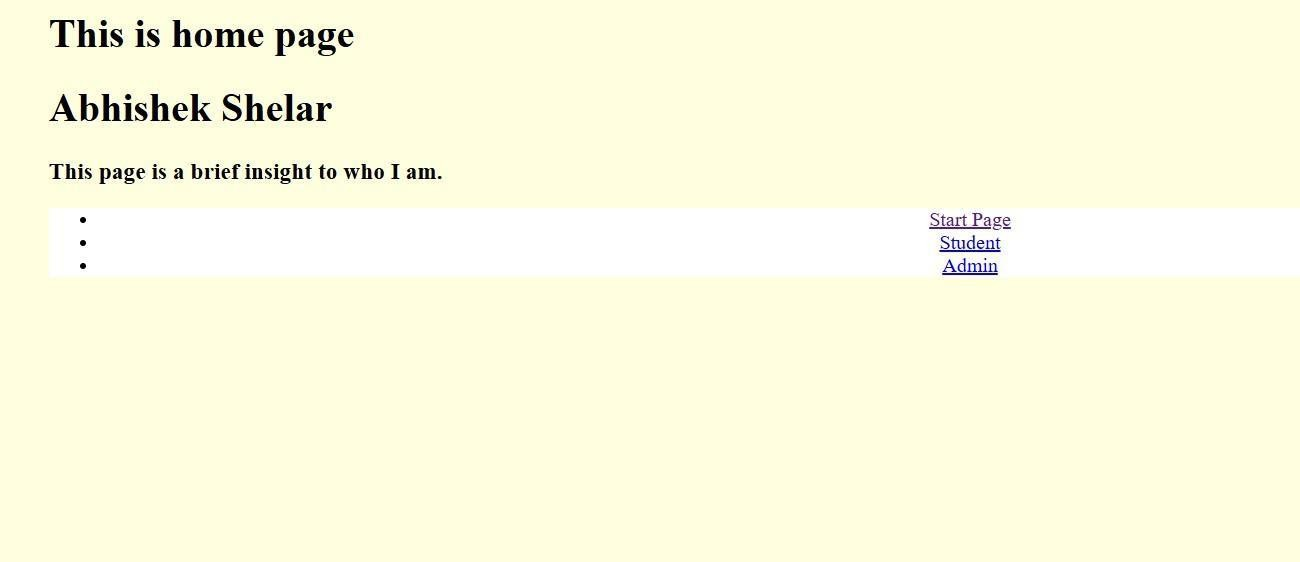 This is home page
Abhishek Shelar
This page is a brief insight to who I am.
Start Page
Student
Admin